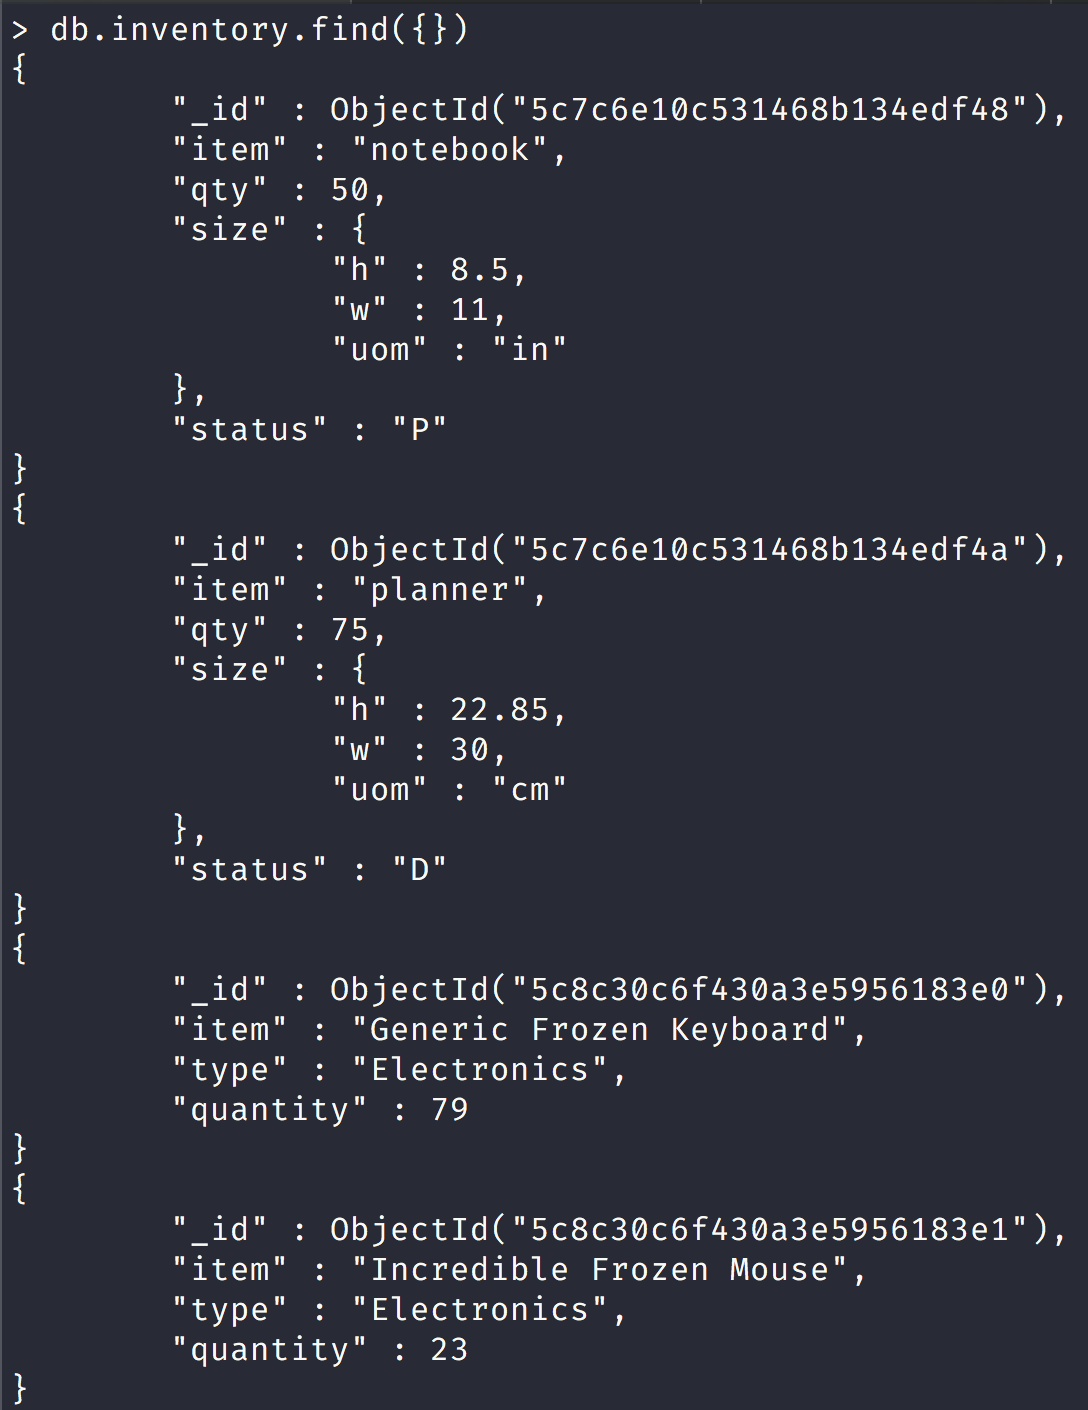 > db.inventory.find({})
{
"_id" : ObjectId("5c7c6e10c531468b134edf48"),
"item" : "notebook",
"qty" : 50,
"size" : {
"h" : 8.5,
"w" : 11,
"uom" : "in"
},
"status" : "P"
}
{
"_id" : ObjectId("5c7c6e10c531468b134edf4a"),
"item" : "planner",
"qty" : 75,
"size" : {
"h" : 22.85,
"w" : 30,
"uom" : "cm"
},
"status" : "D"
}
{
"_id" : ObjectId("5c8c30c6f430a3e5956183e0"),
"item" : "Generic Frozen Keyboard",
"type" : "Electronics",
"quantity" : 79
}
{
"_id" : ObjectId("5c8c30c6f430a3e5956183e1"),
"item" : "Incredible Frozen Mouse",
"type" : "Electronics",
"quantity" : 23
}